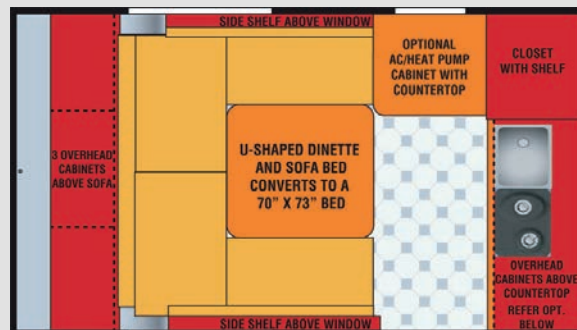 SIDE SHELF ABOVE WINDOW
OPTIONAL
AC/HEAT PUMP
CABINET WITH
COUNTERTOP
CLOSET
WITH SHELF
3 OVERHEAD
CABINETS
ABOVE SOFA
U-SHAPED DINETTE
AND SOFA BED
CONVERTS TO A
70" X 73" BED
OVERHEAD
CABINETS ABOVE
COUNTERTOP
REFER OPT.
BELOW
SIDE SHELF ABOVE WINDOW